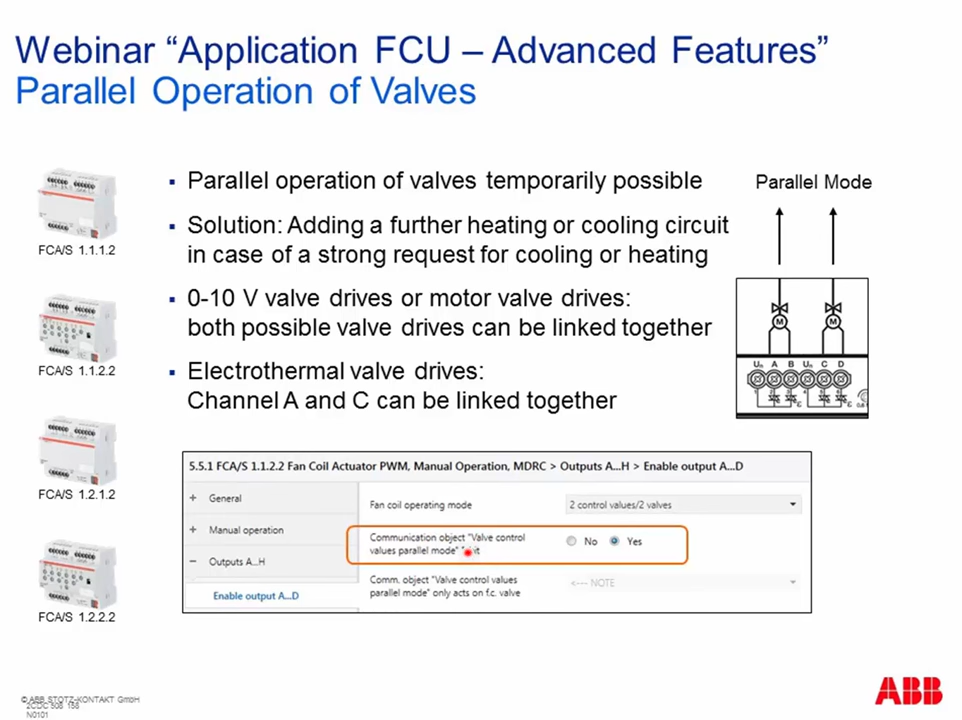 Webinar “Application FCU – Advanced Features”
Parallel Operation of Valves
FCA/S 1.1.1.2
FCA/S 1.1.2.2
FCA/S 1.2.1.2
FCA/S 1.2.2.2
▪ Parallel operation of valves temporarily possible
▪ Solution: Adding a further heating or cooling circuit
in case of a strong request for cooling or heating
▪ 0-10 V valve drives or motor valve drives:
both possible valve drives can be linked together
▪ Electrothermal valve drives:
Channel A and C can be linked together
Parallel Mode
M M
Un A B Un C D
5.5.1 FCA/S 1.1.2.2 Fan Coil Actuator PWM, Manual Operation, MDRC > Outputs A...H > Enable output A...D
+ General
+ Manual operation
− Outputs A...H
Enable output A...D
Fan coil operating mode
2 control values/2 valves
Communication object "Valve control
values parallel mode"
No Yes
Comm. object "Valve control values
parallel mode" only acts on f.c. valve
<--- NOTE
© ABB STOTZ-KONTAKT GmbH
N0101
ABB